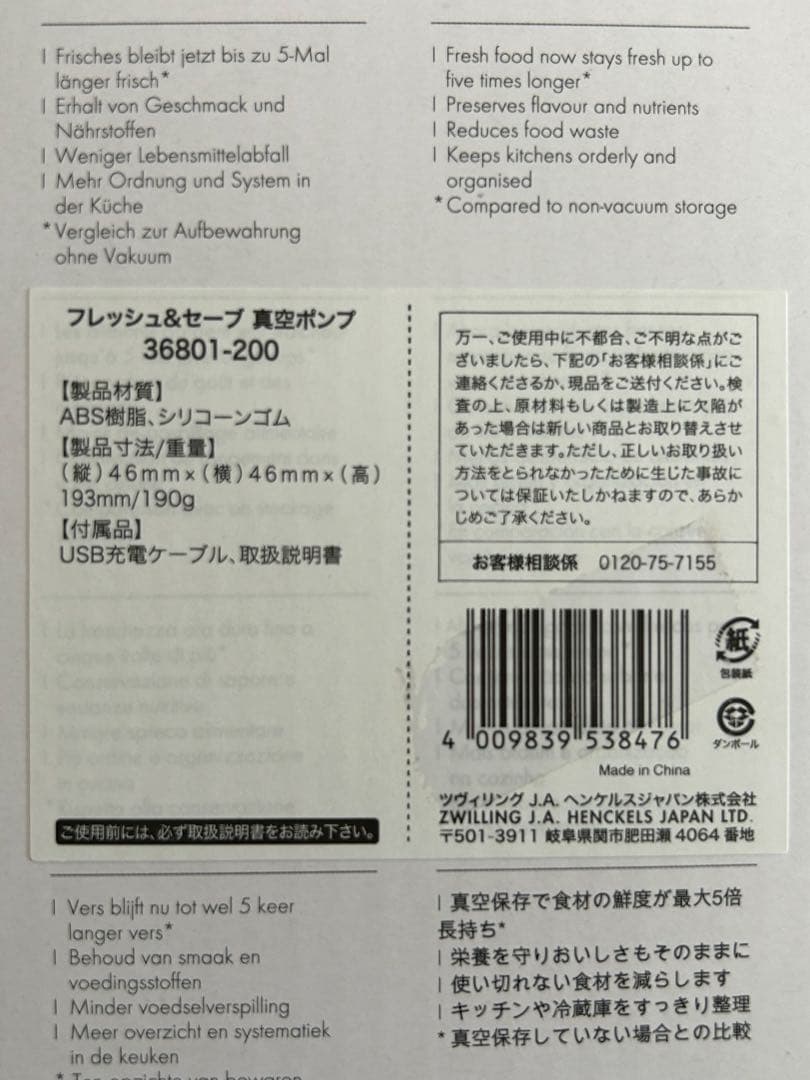 | Frisches bleibt jetzt bis zu 5-Mal
länger frisch*
| Erhalt von Geschmack und
Nährstoffen
| Weniger Lebensmittelabfall
| Mehr Ordnung und System in
der Küche
* Vergleich zur Aufbewahrung
ohne Vakuum
| Fresh food now stays fresh up to
five times longer*
| Preserves flavour and nutrients
| Reduces food waste
| Keeps kitchens orderly and
organised
* Compared to non-vacuum storage
フレッシュ&セーブ 真空ポンプ
36801-200
【製品材質】
ABS樹脂、シリコーンゴム
【製品寸法/重量】
(縦)46mm×(横)46mm×(高)
193mm/190g
【付属品】
USB充電ケーブル、取扱説明書
ご使用前には、必ず取扱説明書をお読み下さい。
万一、ご使用中に不都合、ご不明な点がご
ざいましたら、下記の「お客様相談係」にご
連絡くださるか、現品をご送付ください。検
査の上、原材料もしくは製造上に欠陥が
あった場合は新しい商品とお取り替えさせ
ていただきます。ただし、正しいお取り扱い
方法をとられなかったために生じた事故に
ついては保証いたしかねますので、あらか
じめご了承ください。
お客様相談係 0120-75-7155
紙
包装紙
ダンボール
4 009839 538476
Made in China
ツヴィリング J.A. ヘンケルスジャパン株式会社
ZWILLING J.A. HENCKELS JAPAN LTD.
〒501-3911 岐阜県関市肥田瀬 4064 番地
| Vers blijft nu tot wel 5 keer
langer vers*
| Behoud van smaak en
voedingsstoffen
| Minder voedselverspilling
| Meer overzicht en systematiek
in de keuken
* Ten opzichte van bewaren
| 真空保存で食材の鮮度が最大5倍
長持ち*
| 栄養を守りおいしさもそのままに
| 使い切れない食材を減らします
| キッチンや冷蔵庫をすっきり整理
* 真空保存していない場合との比較